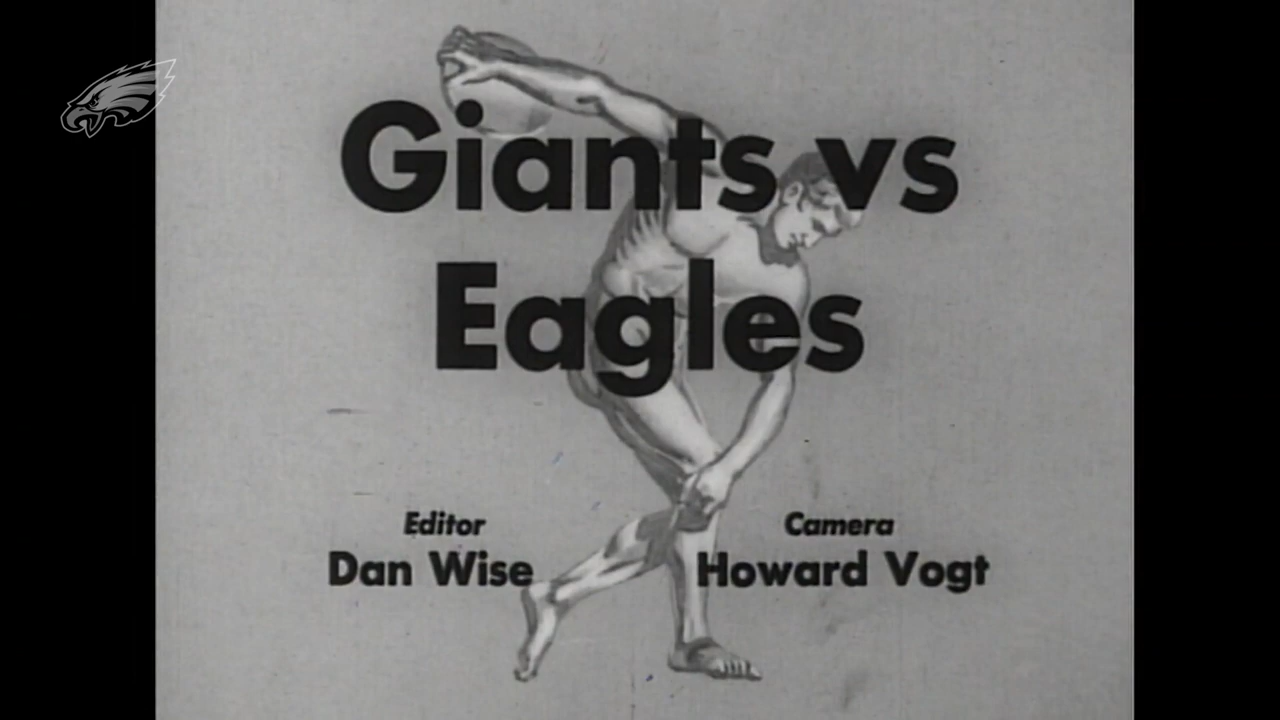 Giants vs
Eagles
Editor
Camera
Dan Wise
Howard Vogt